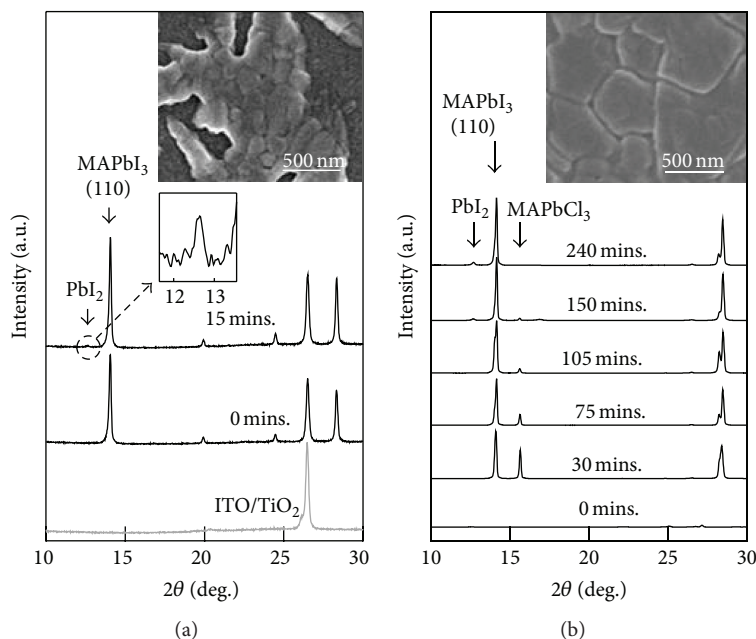 500 nm
MAPbI3
(110)
PbI2
12 13
15 mins.
0 mins.
ITO/TiO2
Intensity (a.u.)
10 15 20 25 30
2θ (deg.)
(a)
500 nm
MAPbI3
(110)
PbI2 MAPbCl3
240 mins.
150 mins.
105 mins.
75 mins.
30 mins.
0 mins.
Intensity (a.u.)
10 15 20 25 30
2θ (deg.)
(b)